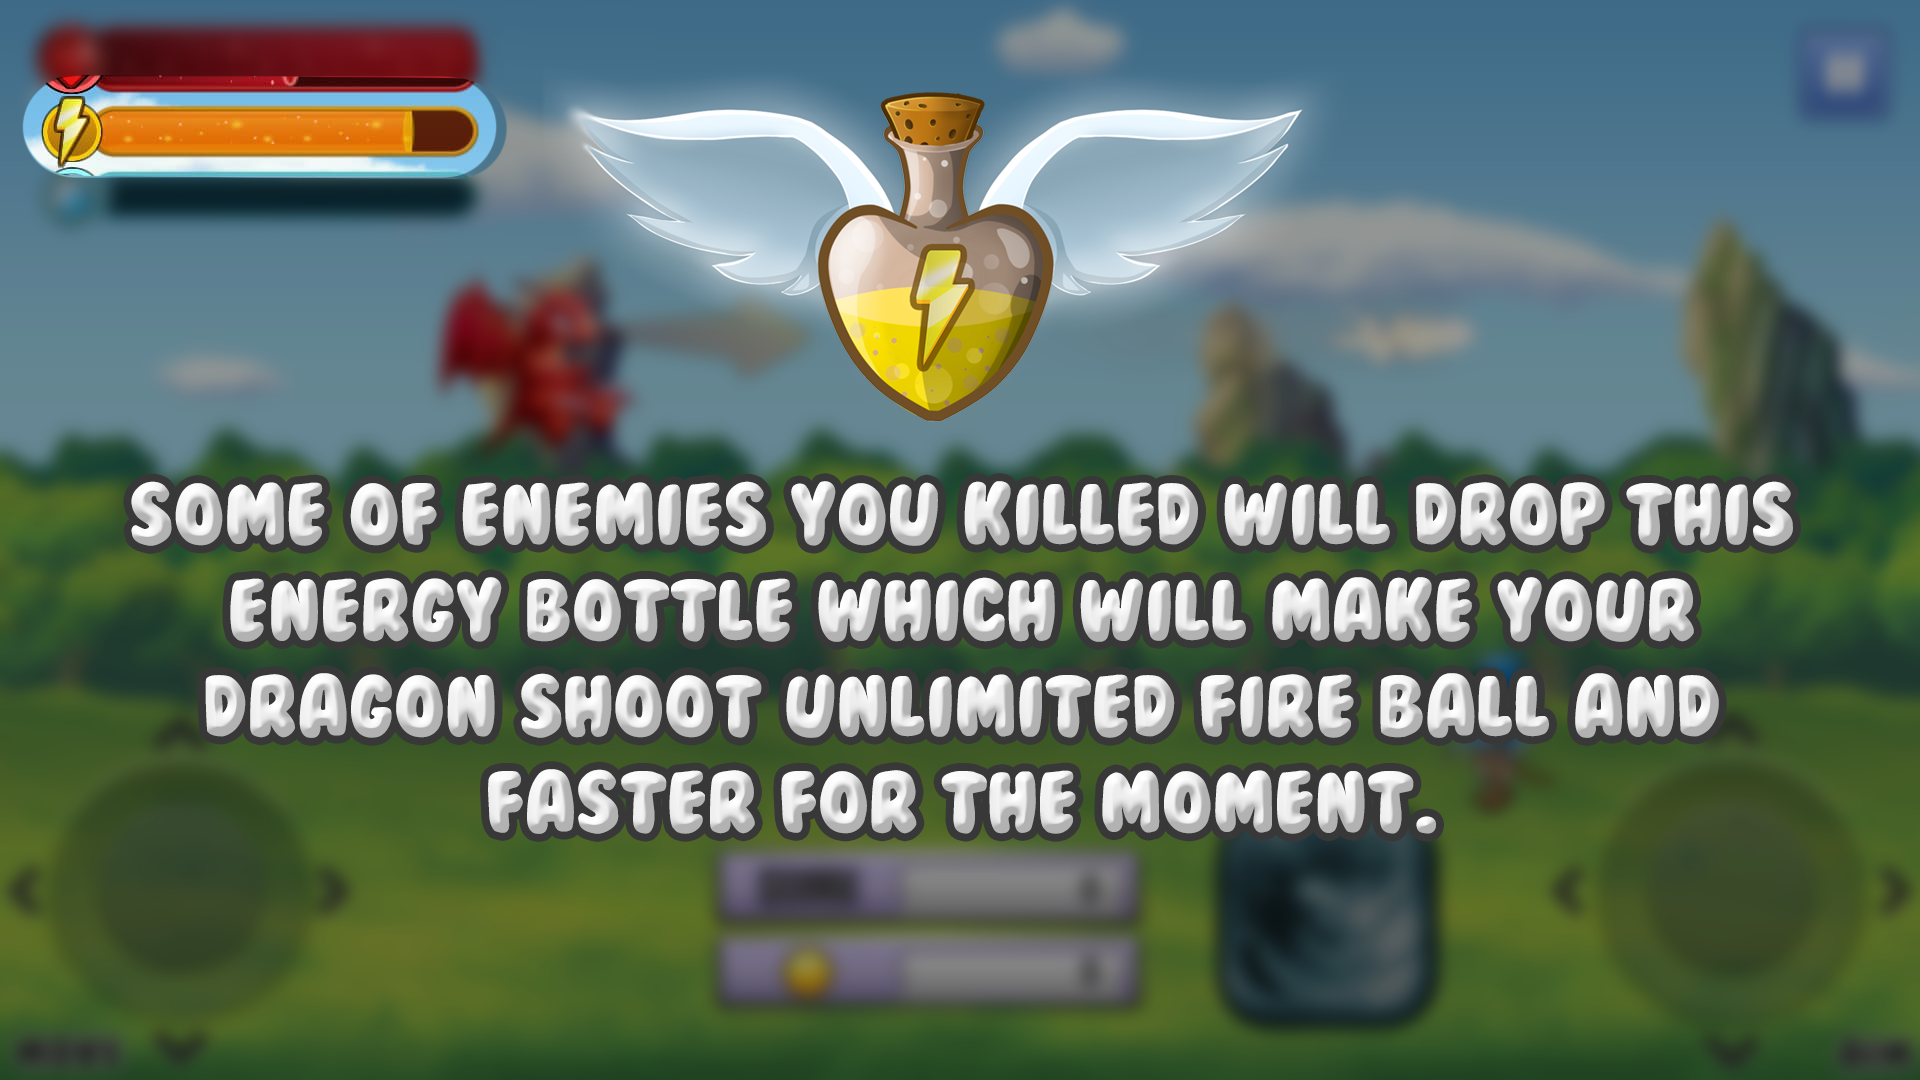 SOME OF ENEMIES YOU KILLED WILL DROP THIS
ENERGY BOTTLE WHICH WILL MAKE YOUR
DRAGON SHOOT UNLIMITED FIRE BALL AND
FASTER FOR THE MOMENT.